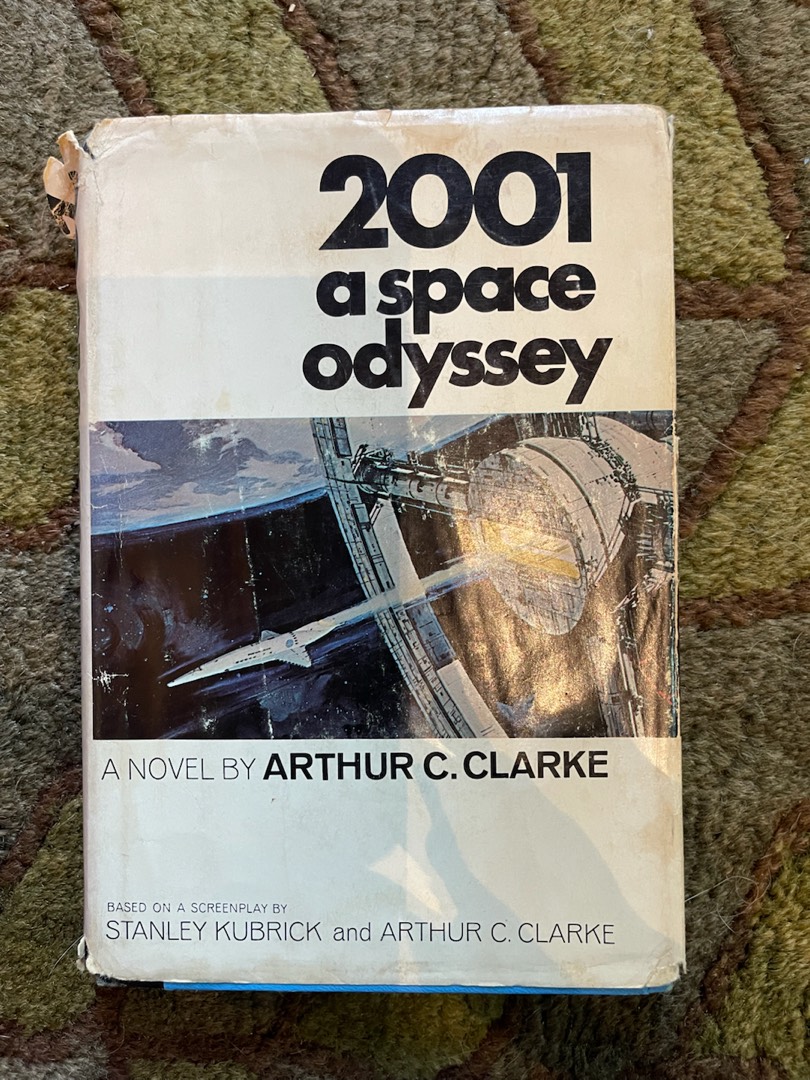 2001
a space
odyssey
A NOVEL BY ARTHUR C. CLARKE
BASED ON A SCREENPLAY BY
STANLEY KUBRICK and ARTHUR C. CLARKE